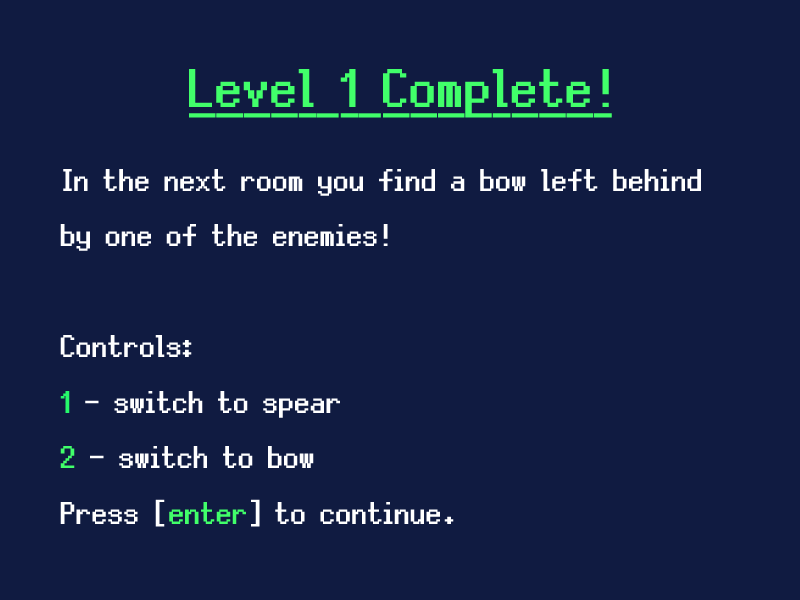 Level 1 Complete!
In the next room you find a bow left behind
by one of the enemies!
Controls:
1 - switch to spear
2 - switch to bow
Press [enter] to continue.